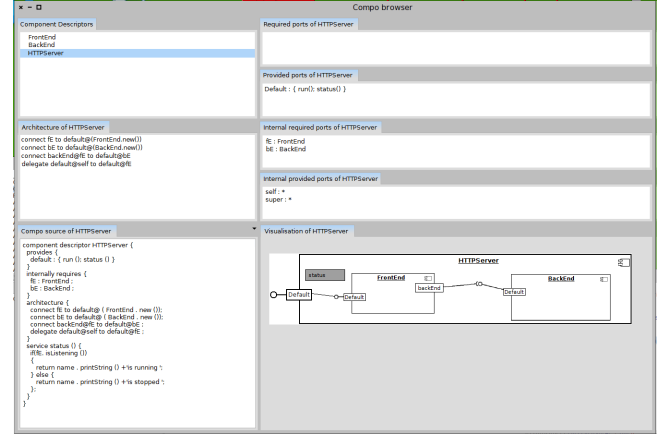 Compo browser
Component Descriptors
FrontEnd
BackEnd
HTTPServer
Required ports of HTTPServer
Provided ports of HTTPServer
Default : { run(); status() }
Architecture of HTTPServer
connect fE to default@(FrontEnd.new())
connect bE to default@(BackEnd.new())
connect backEnd@fE to default@bE
delegate default@self to default@fE
Internal required ports of HTTPServer
fE : FrontEnd
bE : BackEnd
Internal provided ports of HTTPServer
self : *
super : *
Compo source of HTTPServer
component descriptor HTTPServer {
provides {
default : { run (); status () }
}
internally requires {
fE : FrontEnd ;
bE : BackEnd ;
}
architecture {
connect fE to default@ ( FrontEnd . new ());
connect bE to default@ ( BackEnd . new ());
connect backEnd@fE to default@bE ;
delegate default@self to default@fE ;
}
service status () {
if(fE. isListening ())
{
return name . printString () +'is running ';
} else {
return name . printString () +'is stopped ';
};
}
}
Visualisation of HTTPServer
HTTPServer
status
FrontEnd
BackEnd
backEnd
Default
Default
Default